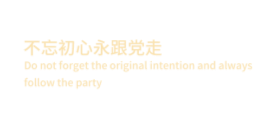 不忘初心永跟党走
Do not forget the original intention and always
follow the party